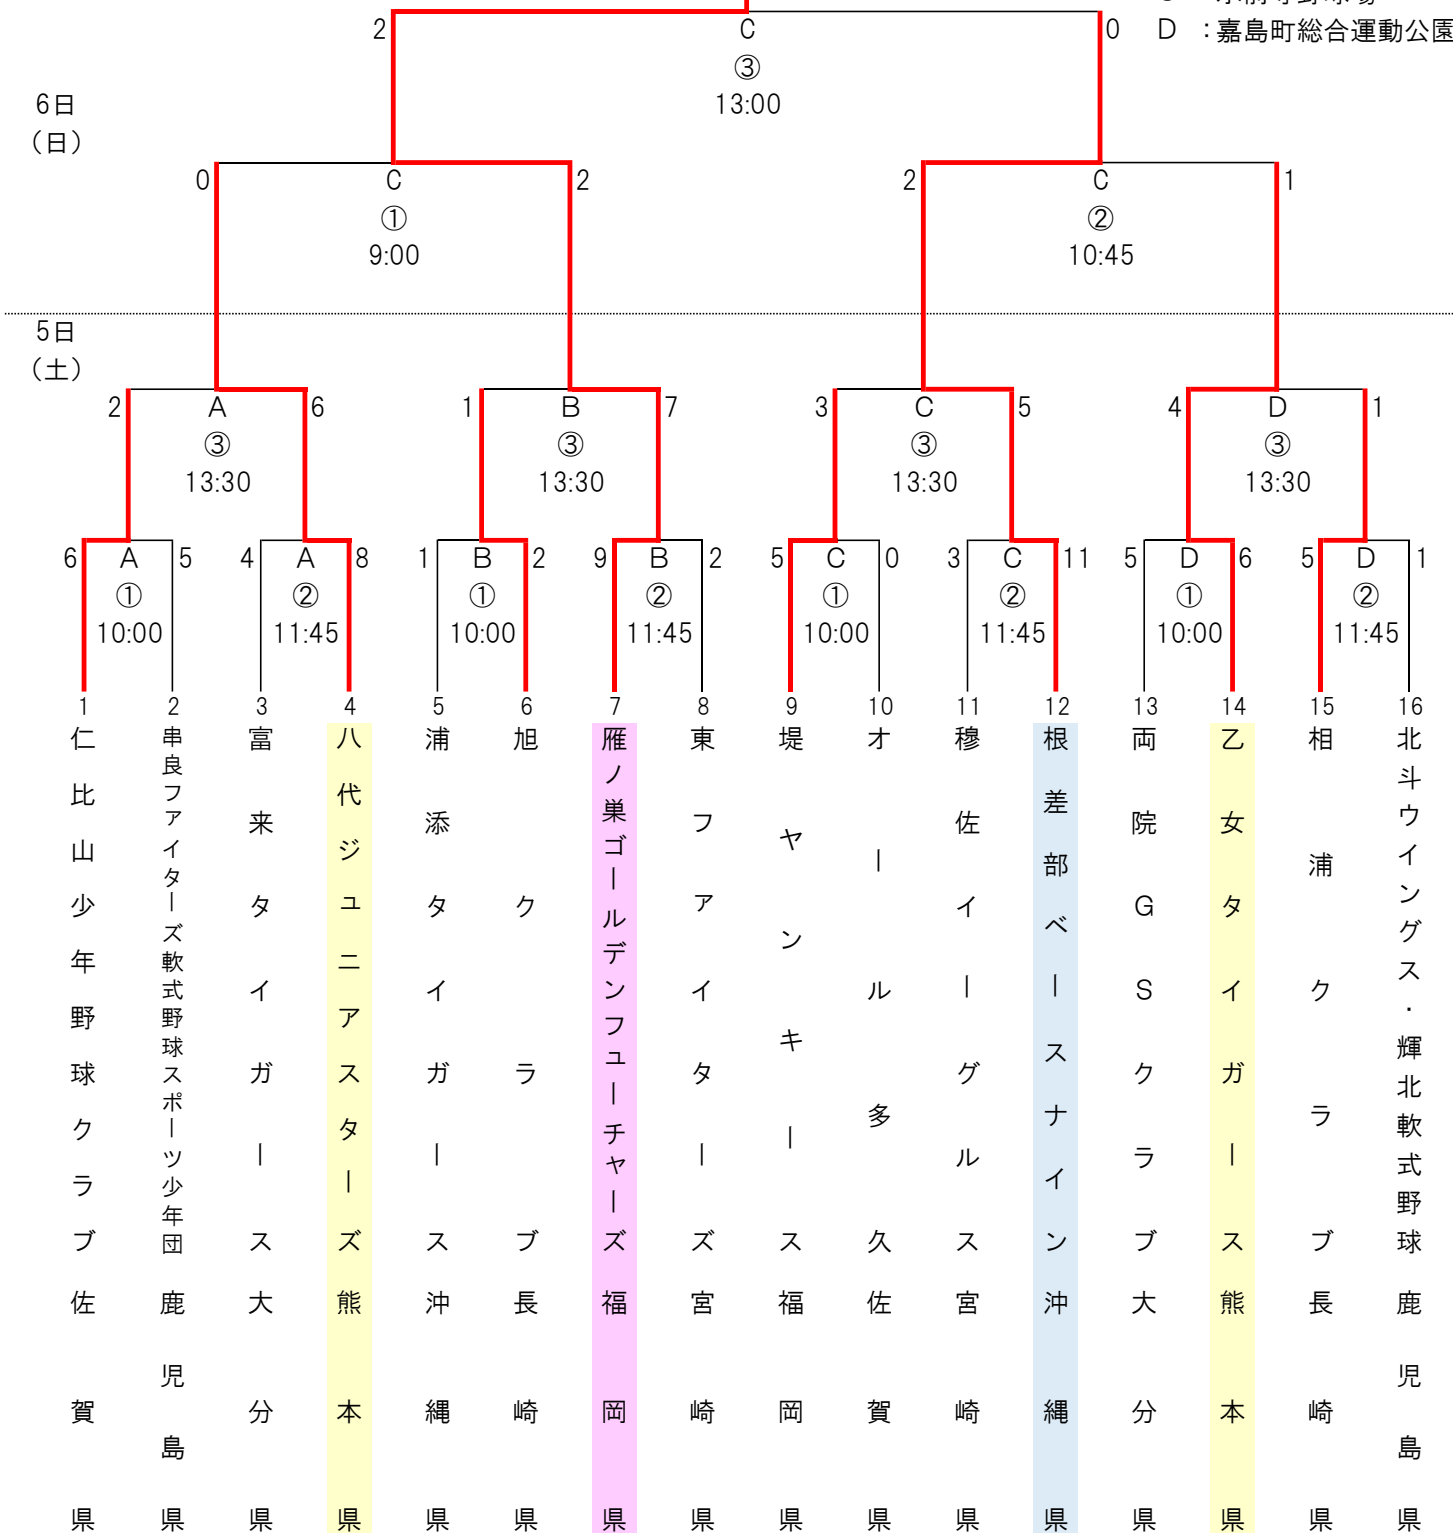 2
C
0
D ：嘉島町総合運動公園
③
13:00
6日
（日）
0
C
2
2
C
1
①
②
9:00
10:45
5日
（土）
2
A
6
1
B
7
3
C
5
4
D
1
③
③
③
③
13:30
13:30
13:30
13:30
6
A
5
4
A
8
1
B
2
9
B
2
5
C
0
3
C
11
5
D
6
5
D
1
①
②
①
②
①
②
①
②
10:00
11:45
10:00
11:45
10:00
11:45
10:00
11:45
1
2
3
4
5
6
7
8
9
10
11
12
13
14
15
16
仁比山少年野球クラブ
串良ファイターズ軟式野球スポーツ少年団
富来タイガース
八代ジュニアスターズ
浦添タイガース
旭クラブ
雁ノ巣ゴールデンフューチャーズ
東ファイターズ
堤ヤンキース
オール多久
穆佐イーグルス
根差部ベースナイン
両院GSクラブ
乙女タイガース
相浦クラブ
北斗ウイングス・輝北軟式野球
佐賀県
鹿児島県
大分県
熊本県
沖縄県
長崎県
福岡県
宮崎県
福岡県
佐賀県
宮崎県
沖縄県
大分県
熊本県
長崎県
鹿児島県